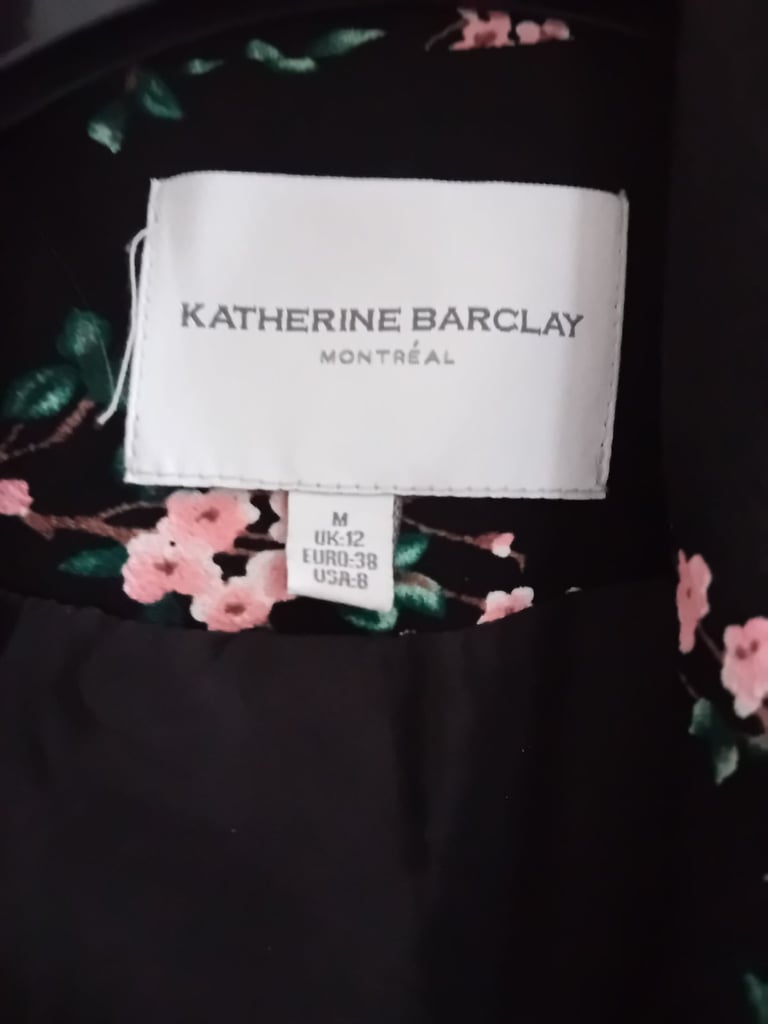 KATHERINE BARCLAY
MONTRÉAL
M
UK:12
EURO:38
USA:8